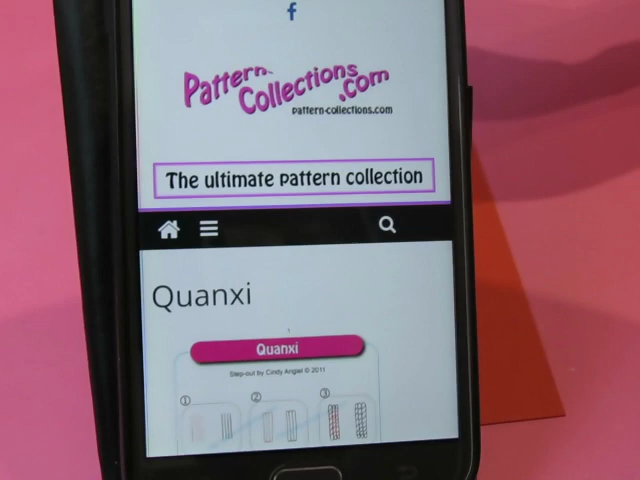 f
Pattern-
Collections.com
pattern-collections.com
The ultimate pattern collection
Quanxi
Quanxi
Step-out by Cindy Angiel © 2011
① ② ③